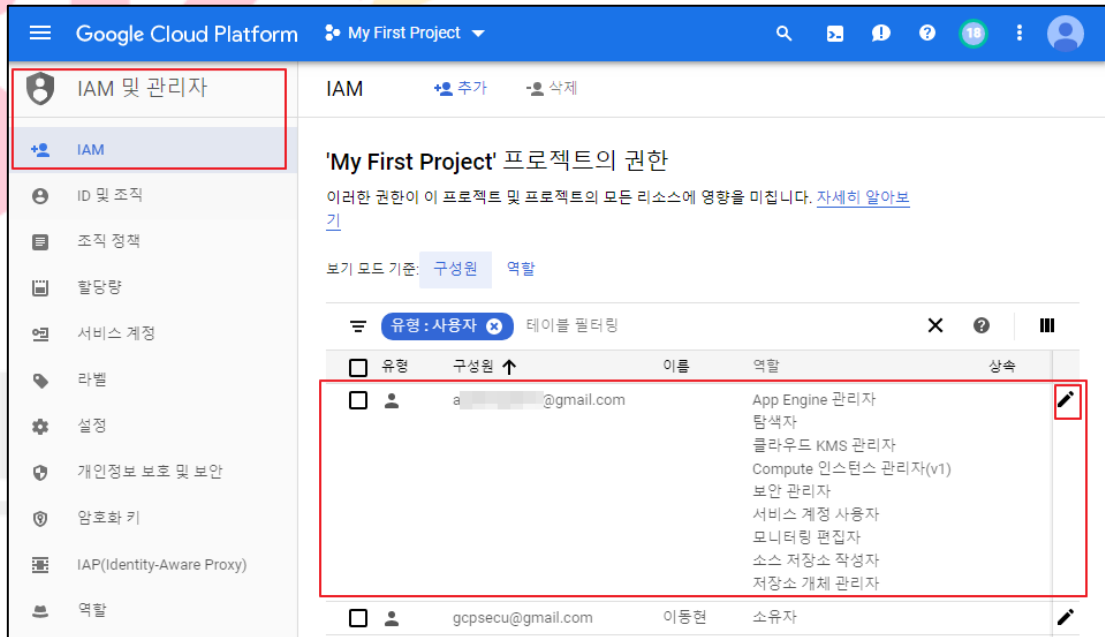 Google Cloud Platform My First Project 18
IAM 및 관리자
IAM 추가 삭제
IAM
ID 및 조직
조직 정책
할당량
서비스 계정
라벨
설정
개인정보 보호 및 보안
암호화 키
IAP(Identity-Aware Proxy)
역할
'My First Project' 프로젝트의 권한
이러한 권한이 이 프로젝트 및 프로젝트의 모든 리소스에 영향을 미칩니다. 자세히 알아보
기
보기 모드 기준: 구성원 역할
유형 : 사용자 테이블 필터링
유형 구성원 이름 역할 상속
a @gmail.com App Engine 관리자
탐색자
클라우드 KMS 관리자
Compute 인스턴스 관리자(v1)
보안 관리자
서비스 계정 사용자
모니터링 편집자
소스 저장소 작성자
저장소 개체 관리자
gcpsecu@gmail.com 이동현 소유자